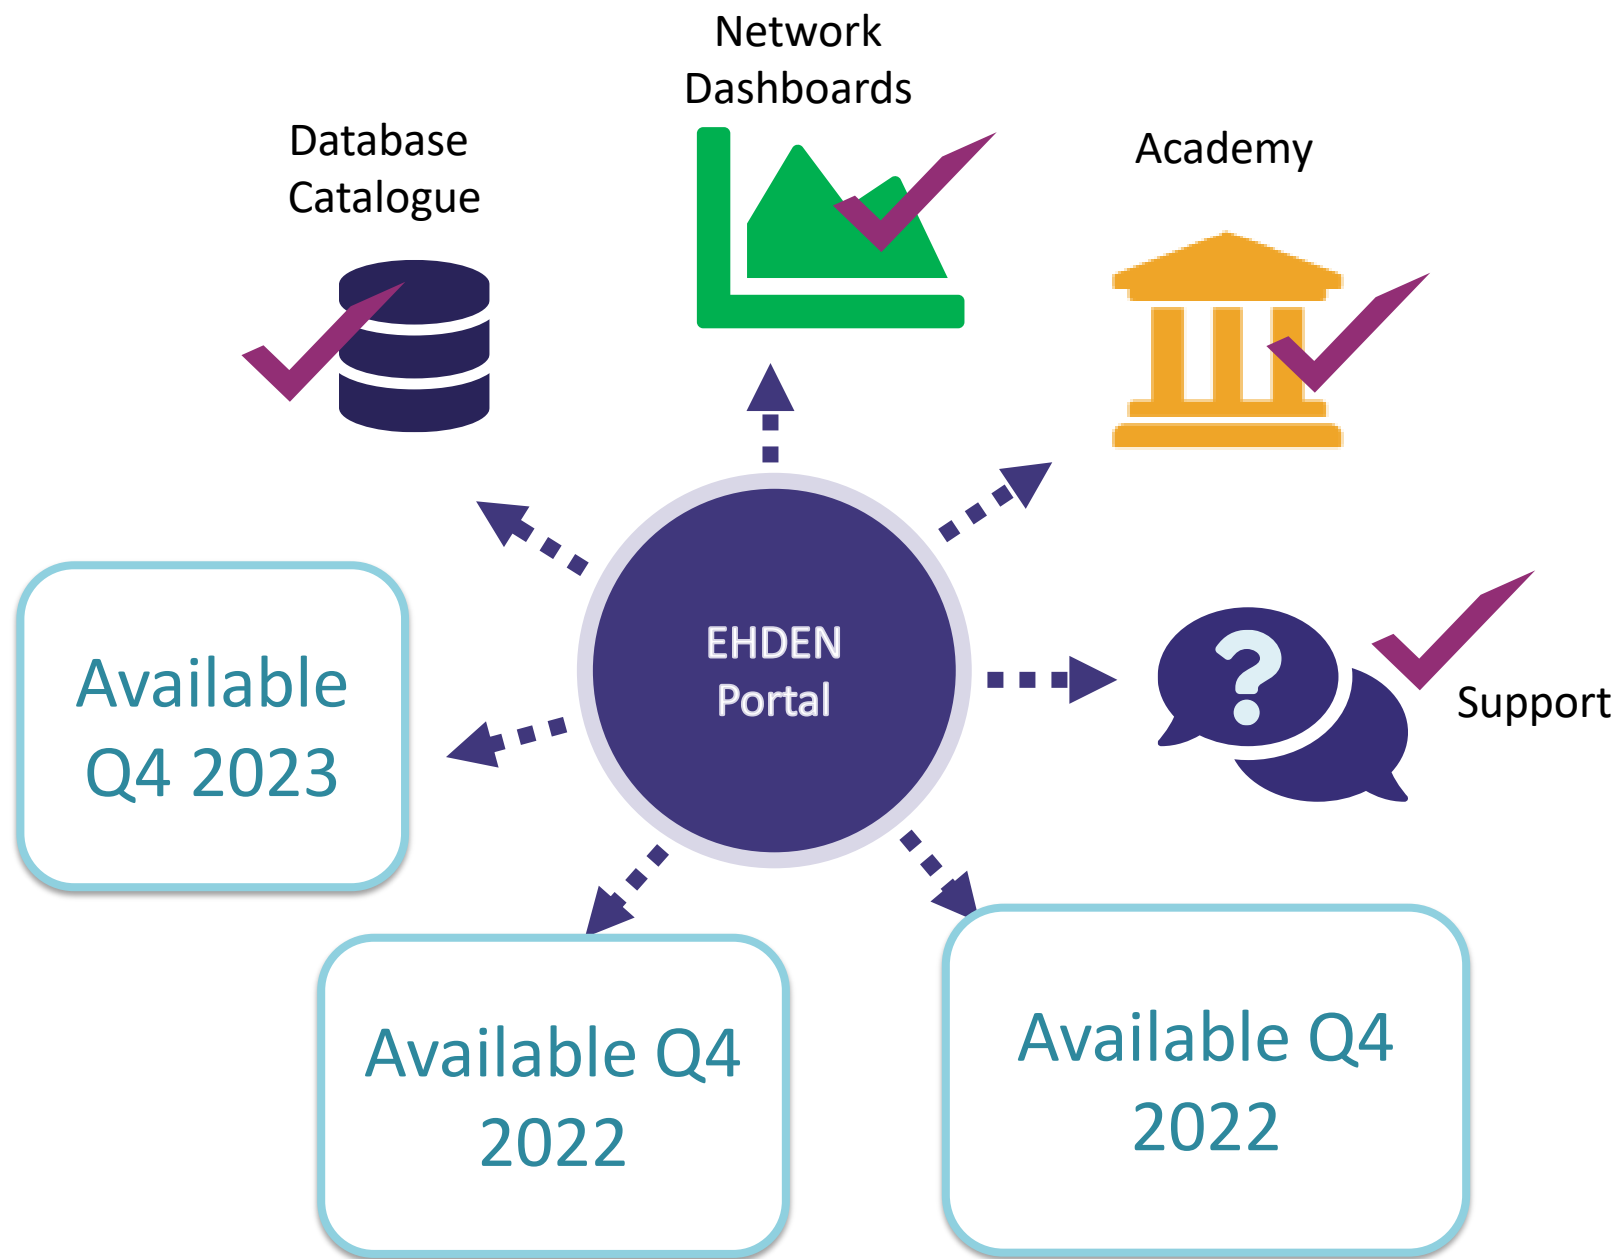 Network
Dashboards
Database
Catalogue
Academy
EHDEN
Portal
Support
Available
Q4 2023
Available Q4
2022
Available Q4
2022